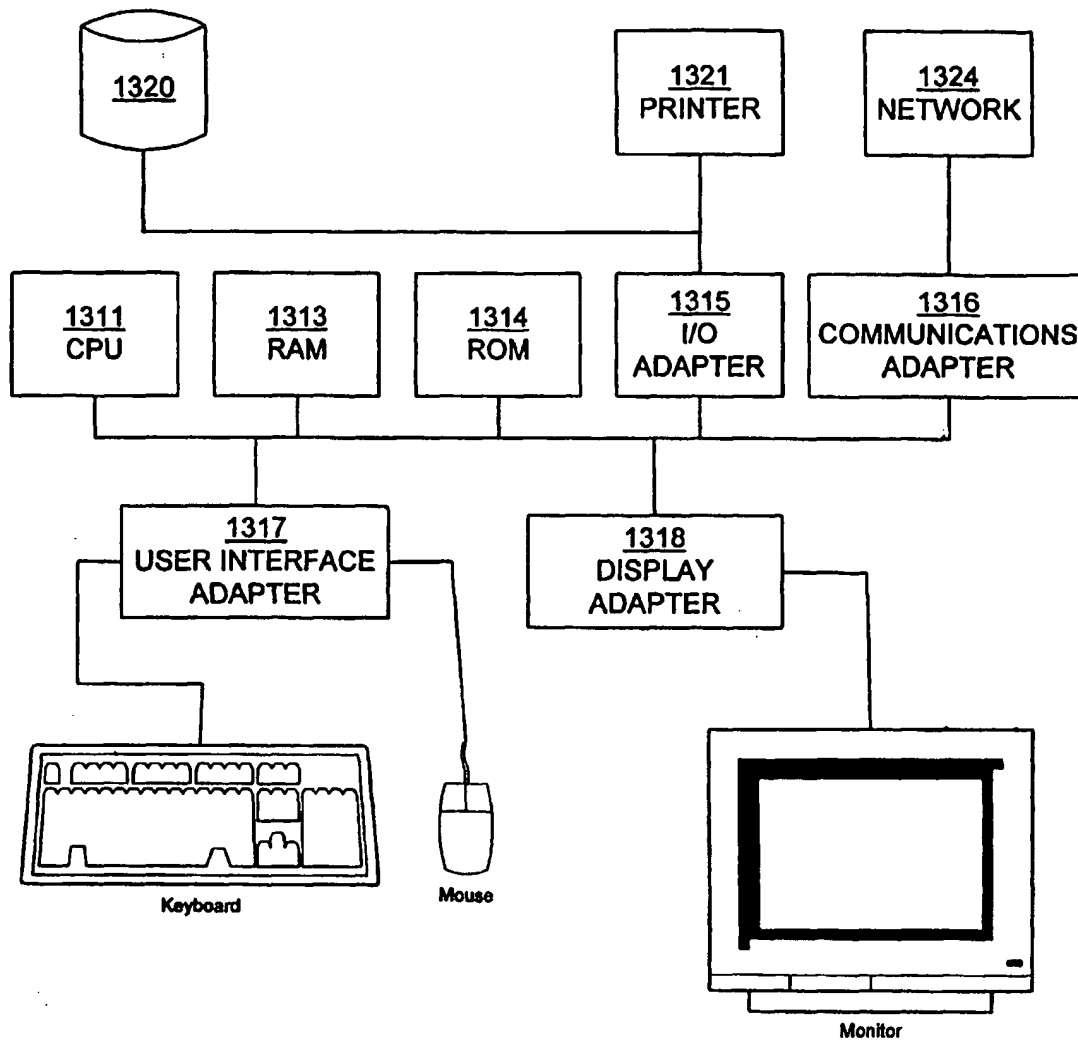 1320
1321
PRINTER
1324
NETWORK
1311
CPU
1313
RAM
1314
ROM
1315
I/O
ADAPTER
1316
COMMUNICATIONS
ADAPTER
1317
USER INTERFACE
ADAPTER
1318
DISPLAY
ADAPTER
Keyboard
Mouse
Monitor